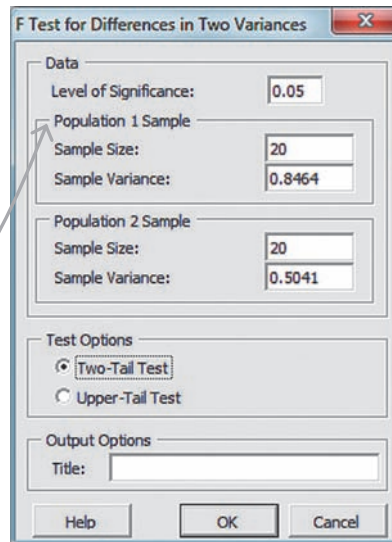 F Test for Differences in Two Variances
Data
Level of Significance: 0.05
Population 1 Sample
Sample Size: 20
Sample Variance: 0.8464
Population 2 Sample
Sample Size: 20
Sample Variance: 0.5041
Test Options
Two-Tail Test
Upper-Tail Test
Output Options
Title:
Help OK Cancel